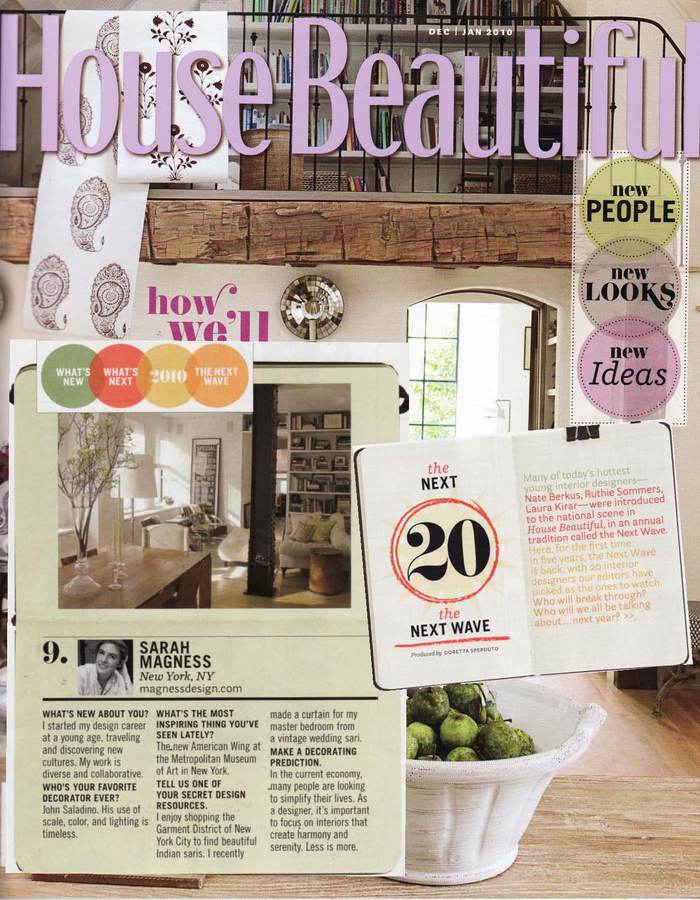 DEC | JAN 2010
House Beautiful
new
PEOPLE
new
LOOKS
new
Ideas
how
we'll
WHAT'S NEW
WHAT'S NEXT
2010
THE NEXT WAVE
the
NEXT
20
the
NEXT WAVE
Produced by DORETTA SPERDUTO
Many of today's hottest
young interior designers—
Nate Berkus, Ruthie Sommers,
Laura Kirar—were introduced
to the national scene in
House Beautiful, in an annual
tradition called the Next Wave.
Here, for the first time
in five years, the Next Wave
is back, with 20 interior
designers our editors have
picked as the ones to watch.
Who will break through?
Who will we all be talking
about...next year? >>
9.
SARAH
MAGNESS
New York, NY
magnessdesign.com
WHAT'S NEW ABOUT YOU?
I started my design career
at a young age, traveling
and discovering new
cultures. My work is
diverse and collaborative.
WHO'S YOUR FAVORITE
DECORATOR EVER?
John Saladino. His use of
scale, color, and lighting is
timeless.
WHAT'S THE MOST
INSPIRING THING YOU'VE
SEEN LATELY?
The new American Wing at
the Metropolitan Museum
of Art in New York.
TELL US ONE OF
YOUR SECRET DESIGN
RESOURCES.
I enjoy shopping the
Garment District of New
York City to find beautiful
Indian saris. I recently
made a curtain for my
master bedroom from
a vintage wedding sari.
MAKE A DECORATING
PREDICTION.
In the current economy,
many people are looking
to simplify their lives. As
a designer, it's important
to focus on interiors that
create harmony and
serenity. Less is more.